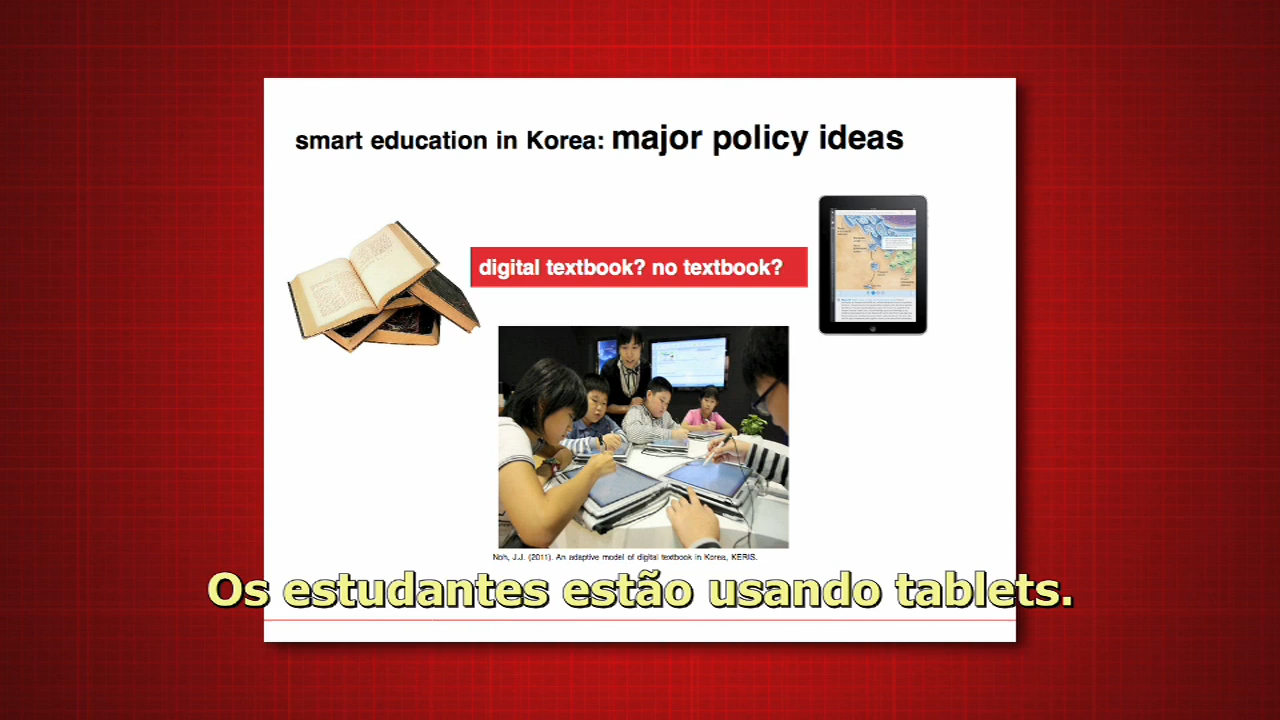 smart education in Korea: major policy ideas
digital textbook? no textbook?
Noh, J.J. (2011). An adaptive model of digital textbook in Korea, KERIS.
Os estudantes estão usando tablets.